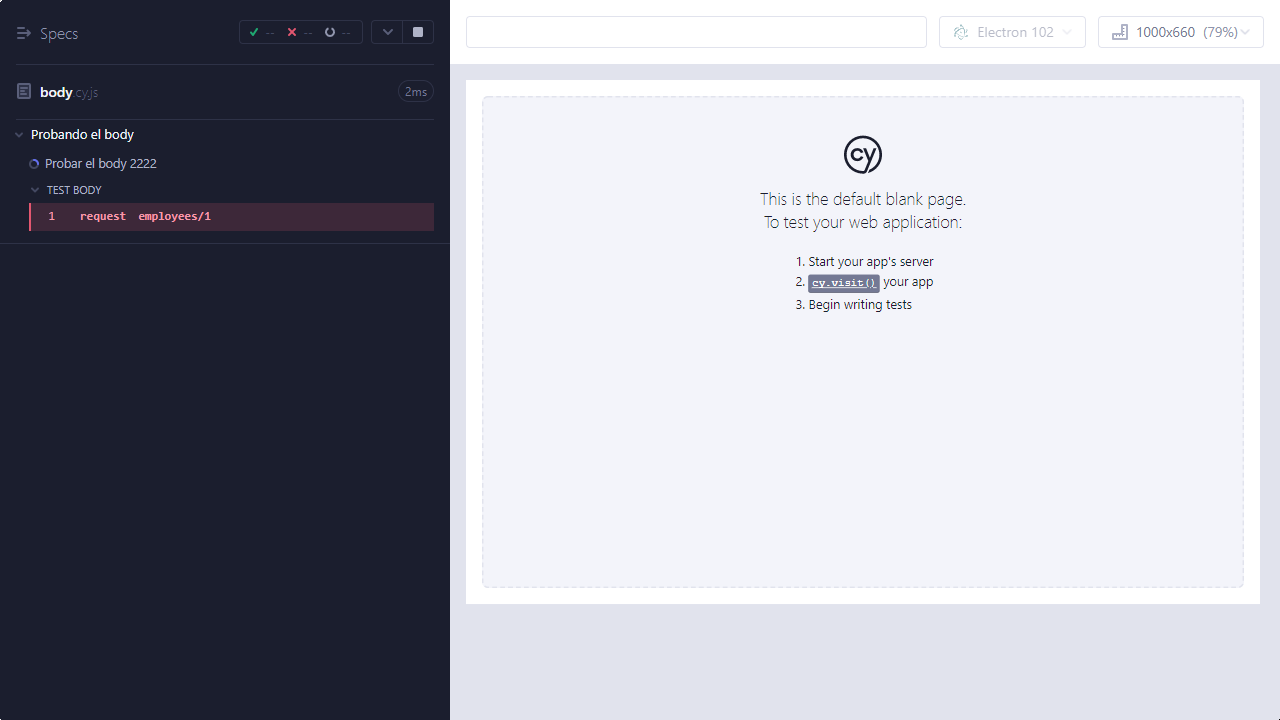 Specs
--
--
--
body.cy.js
2ms
Probando el body
Probar el body 2222
TEST BODY
1 request employees/1
Electron 102
1000x660 (79%)
cy
This is the default blank page.
To test your web application:
1. Start your app's server
2. cy.visit() your app
3. Begin writing tests